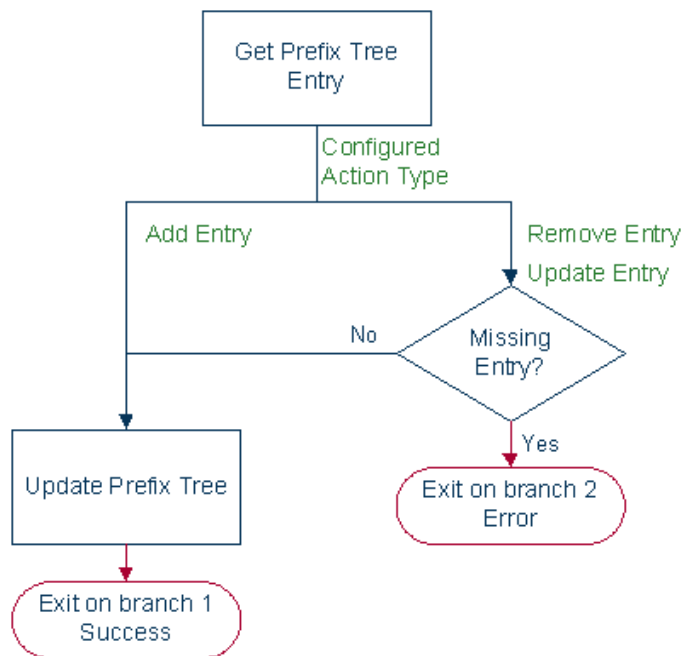 Get Prefix Tree
Entry
Configured
Action Type
Add Entry
Remove Entry
Update Entry
No
Missing
Entry?
Yes
Update Prefix Tree
Exit on branch 2
Error
Exit on branch 1
Success